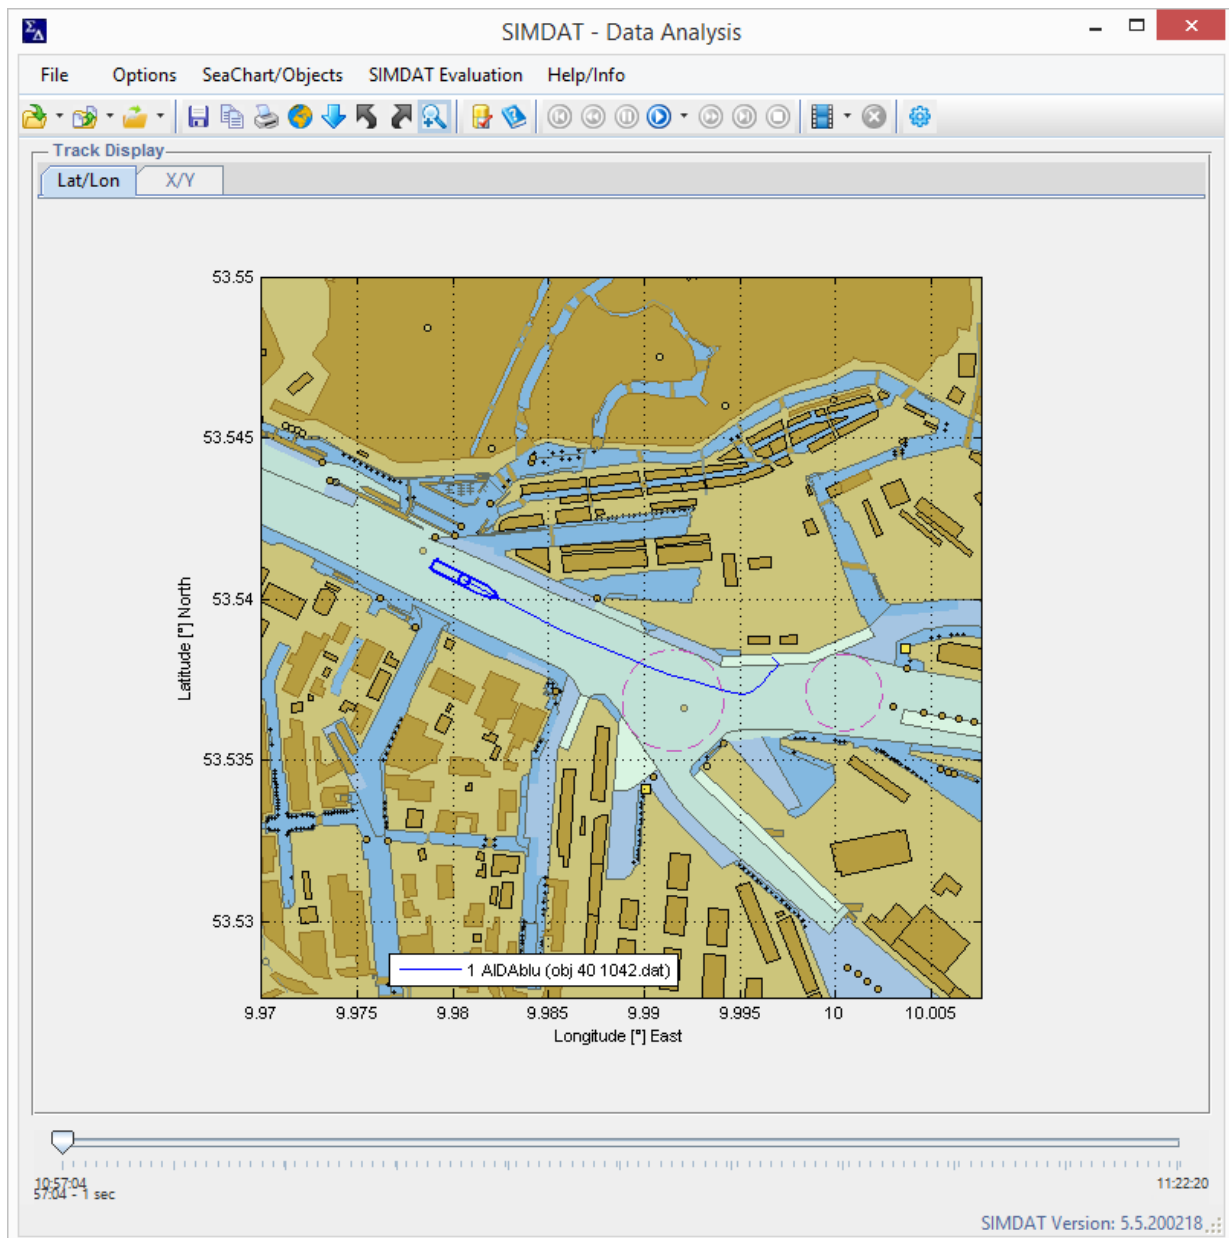 SIMDAT - Data Analysis
File Options SeaChart/Objects SIMDAT Evaluation Help/Info
Track Display
Lat/Lon X/Y
53.55
53.545
53.54
53.535
53.53
Latitude [°] North
1 AIDAblu (obj 40 1042.dat)
9.97 9.975 9.98 9.985 9.99 9.995 10 10.005
Longitude [°] East
10:57:04 11:22:20
57:04 - 1 sec
SIMDAT Version: 5.5.200218